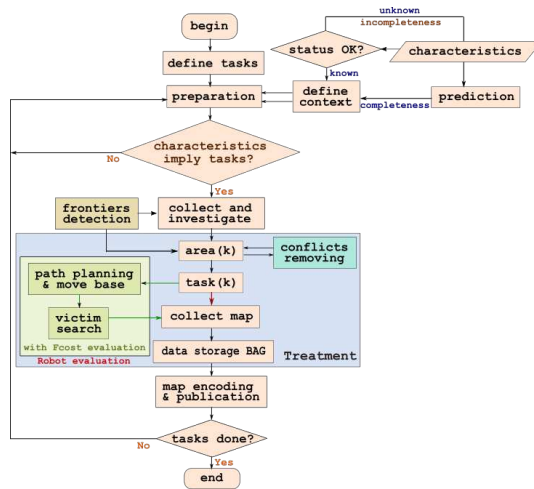 begin
unknown
incompleteness
status OK?
characteristics
define tasks
known
preparation
define
context
completeness
prediction
No
characteristics
imply tasks?
Yes
frontiers
detection
collect and
investigate
area(k)
conflicts
removing
path planning
& move base
task(k)
victim
search
collect map
with Fcost evaluation
Robot evaluation
data storage BAG
Treatment
map encoding
& publication
No
tasks done?
Yes
end